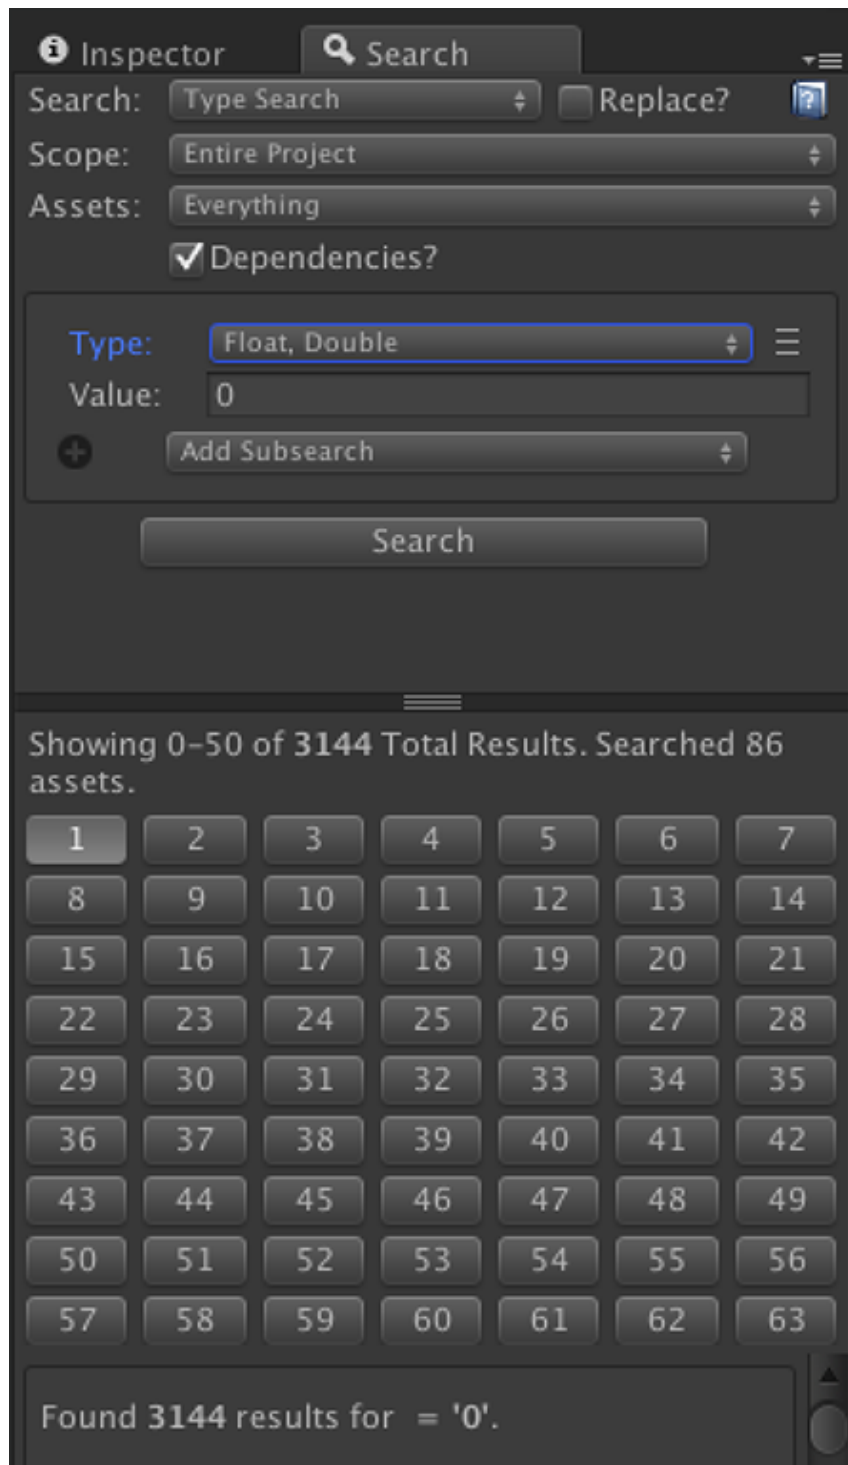 Inspector Search
Search: Type Search Replace?
Scope: Entire Project
Assets: Everything
Dependencies?
Type: Float, Double
Value: 0
Add Subsearch
Search
Showing 0-50 of 3144 Total Results. Searched 86
assets.
1 2 3 4 5 6 7
8 9 10 11 12 13 14
15 16 17 18 19 20 21
22 23 24 25 26 27 28
29 30 31 32 33 34 35
36 37 38 39 40 41 42
43 44 45 46 47 48 49
50 51 52 53 54 55 56
57 58 59 60 61 62 63
Found 3144 results for = '0'.